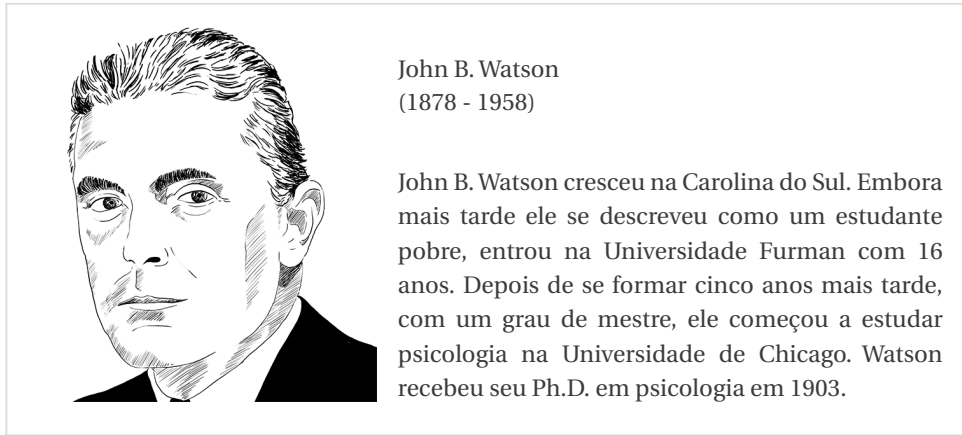 John B. Watson
(1878 - 1958)
John B. Watson cresceu na Carolina do Sul. Embora
mais tarde ele se descreveu como um estudante
pobre, entrou na Universidade Furman com 16
anos. Depois de se formar cinco anos mais tarde,
com um grau de mestre, ele começou a estudar
psicologia na Universidade de Chicago. Watson
recebeu seu Ph.D. em psicologia em 1903.